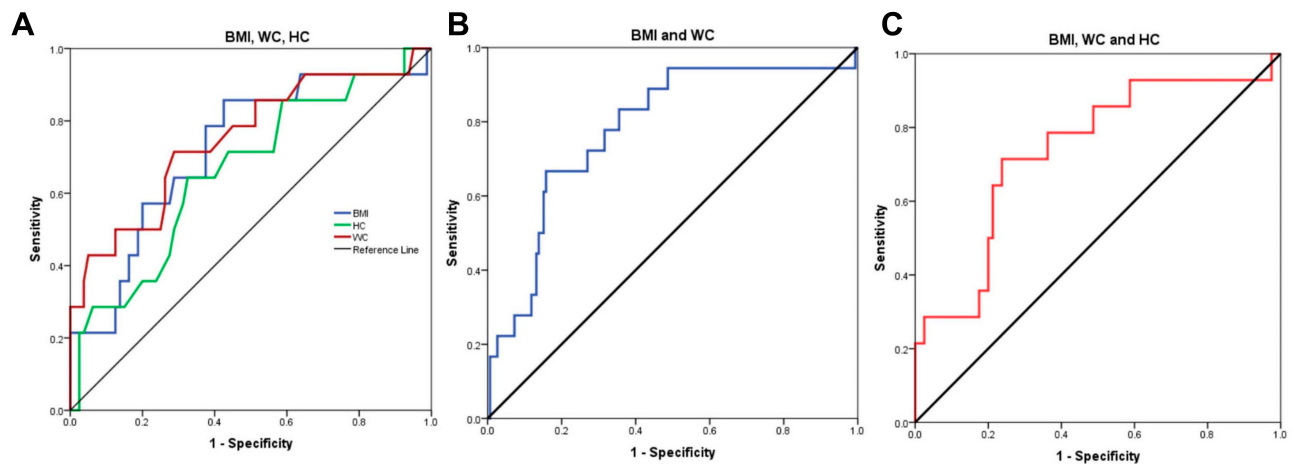 A
BMI, WC, HC
1.0
0.8
0.6
0.4
0.2
0.0
Sensitivity
BMI
HC
WC
Reference Line
0.0 0.2 0.4 0.6 0.8 1.0
1 - Specificity
B
BMI and WC
1.0
0.8
0.6
0.4
0.2
0.0
Sensitivity
0.0 0.2 0.4 0.6 0.8 1.0
1 - Specificity
C
BMI, WC and HC
1.0
0.8
0.6
0.4
0.2
0.0
Sensitivity
0.0 0.2 0.4 0.6 0.8 1.0
1 - Specificity